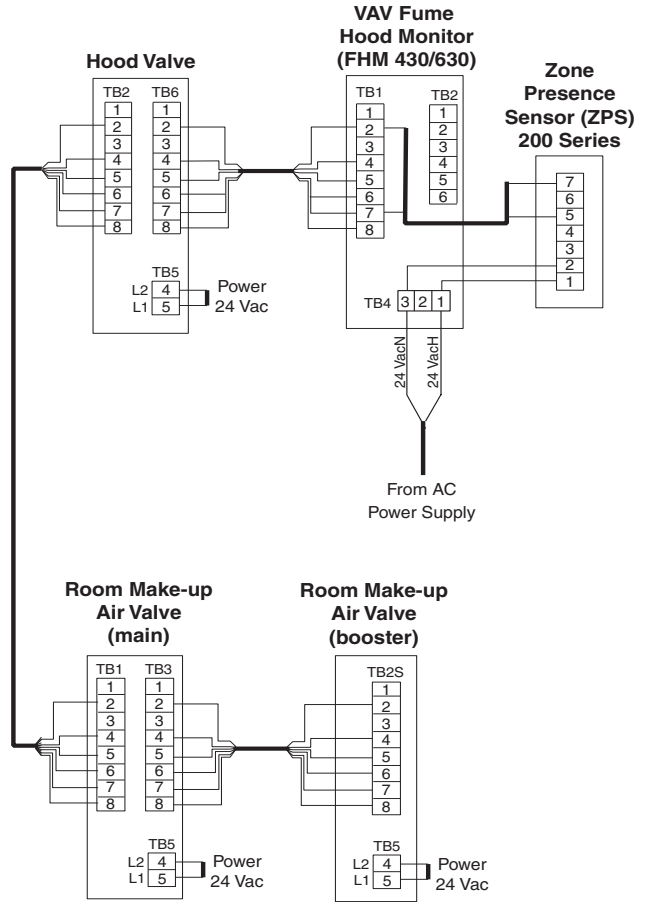 VAV Fume
Hood Monitor
(FHM 430/630)
Hood Valve
Zone
Presence
Sensor (ZPS)
200 Series
TB2
1
2
3
4
5
6
7
8
TB6
1
2
3
4
5
6
7
8
TB5
L2 4
L1 5
Power
24 Vac
TB1
1
2
3
4
5
6
7
8
TB2
1
2
3
4
5
6
TB4 3 2 1
7
6
5
4
3
2
1
24 VacN
24 VacH
From AC
Power Supply
Room Make-up
Air Valve
(main)
TB1
1
2
3
4
5
6
7
8
TB3
1
2
3
4
5
6
7
8
TB5
L2 4
L1 5
Power
24 Vac
Room Make-up
Air Valve
(booster)
TB2S
1
2
3
4
5
6
7
8
TB5
L2 4
L1 5
Power
24 Vac